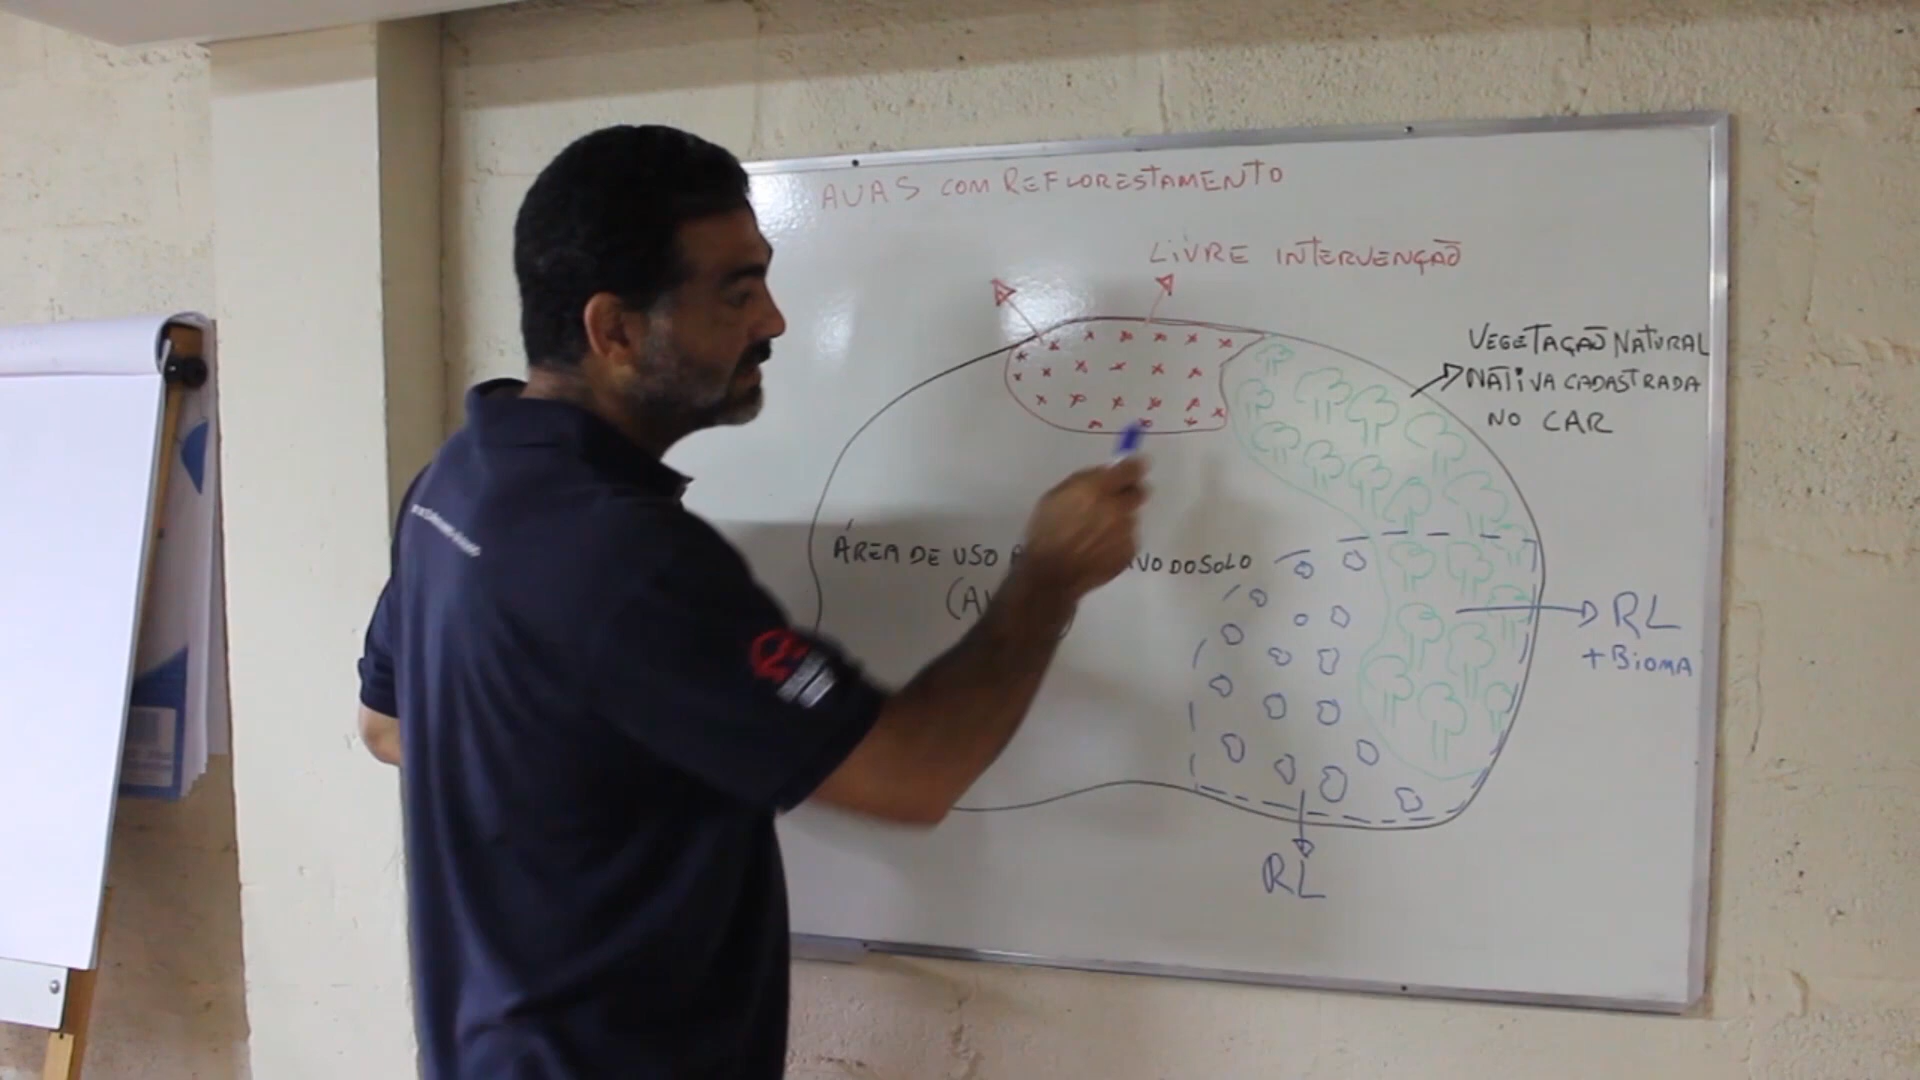 AUAS COM REFLORESTAMENTO
LIVRE INTERVENÇÃO
VEGETAÇÃO NATURAL
NATIVA CADASTRADA
NO CAR
ÁREA DE USO
DO SOLO
RL
+ BIOMA
RL